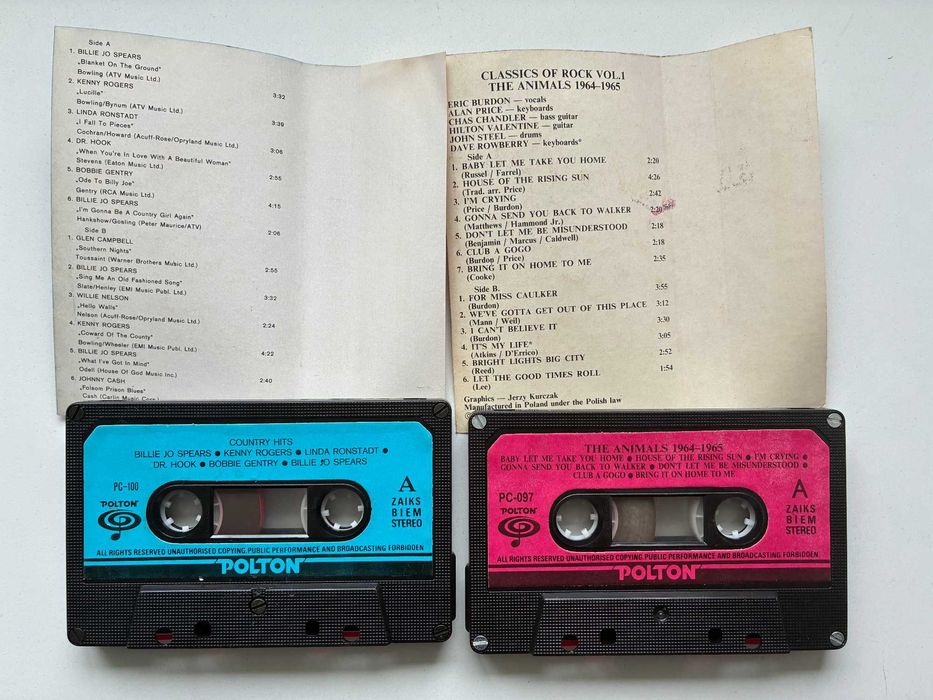 Side A
1. BILLIE JO SPEARS
„Blanket On The Ground"
Bowling (ATV Music Ltd.)
3:32
2. KENNY ROGERS
„Lucille"
Bowling/Bynum (ATV Music Ltd.)
3:39
3. LINDA RONSTADT
„I Fall To Pieces"
Cochran/Howard (Acuff-Rose/Opryland Music Ltd.)
3:06
4. DR. HOOK
„When You're In Love With A Beautiful Woman"
Stevens (Eaton Music Ltd.)
2:55
5. BOBBIE GENTRY
„Ode To Billy Joe"
Gentry (RCA Music Ltd.)
4:15
6. BILLIE JO SPEARS
„I'm Gonna Be A Country Girl Again"
Hankshow/Gosling (Peter Maurice/ATV)
2:06
Side B
1. GLEN CAMPBELL
„Southern Nights"
Toussaint (Warner Brothers Music Ltd.)
2:55
2. BILLIE JO SPEARS
„Sing Me An Old Fashioned Song"
Slate/Henley (EMI Music Publ. Ltd.)
3:32
3. WILLIE NELSON
„Hello Walls"
Nelson (Acuff-Rose/Opryland Music Ltd.)
2:24
4. KENNY ROGERS
„Coward Of The County"
Bowling/Wheeler (EMI Music Publ. Ltd.)
4:22
5. BILLIE JO SPEARS
„What I've Got In Mind"
Odell (House Of God Music Inc.)
2:40
6. JOHNNY CASH
„Folsom Prison Blues"
Cash (Carlin Music Corp.)
CLASSICS OF ROCK VOL.1
THE ANIMALS 1964–1965
ERIC BURDON — vocals
ALAN PRICE — keyboards
CHAS CHANDLER — bass guitar
HILTON VALENTINE — guitar
JOHN STEEL — drums
DAVE ROWBERRY — keyboards*
Side A
1. BABY LET ME TAKE YOU HOME 2:20
(Russel / Farrel)
2. HOUSE OF THE RISING SUN 4:26
(Trad. arr. Price)
3. I'M CRYING 2:42
(Price / Burdon)
4. GONNA SEND YOU BACK TO WALKER 2:20
(Matthews / Hammond Jr.)
5. DON'T LET ME BE MISUNDERSTOOD 2:18
(Benjamin / Marcus / Caldwell)
6. CLUB A GOGO 2:18
(Burdon / Price)
7. BRING IT ON HOME TO ME 2:35
(Cooke)
Side B.
1. FOR MISS CAULKER 3:55
(Burdon)
2. WE'VE GOTTA GET OUT OF THIS PLACE 3:12
(Mann / Weil)
3. I CAN'T BELIEVE IT 3:30
(Burdon)
4. IT'S MY LIFE* 3:05
(Atkins / D'Errico)
5. BRIGHT LIGHTS BIG CITY 2:52
(Reed)
6. LET THE GOOD TIMES ROLL 1:54
(Lee)
Graphics — Jerzy Kurczak
Manufactured in Poland under the Polish law
COUNTRY HITS
BILLIE JO SPEARS ● KENNY ROGERS ● LINDA RONSTADT ●
DR. HOOK ● BOBBIE GENTRY ● BILLIE JO SPEARS
PC-100
POLTON
A
ZAIKS
BIEM
STEREO
ALL RIGHTS RESERVED UNAUTHORISED COPYING, PUBLIC PERFORMANCE AND BROADCASTING FORBIDDEN
POLTON
THE ANIMALS 1964–1965
BABY LET ME TAKE YOU HOME ● HOUSE OF THE RISING SUN ● I'M CRYING ●
GONNA SEND YOU BACK TO WALKER ● DON'T LET ME BE MISUNDERSTOOD ●
CLUB A GOGO ● BRING IT ON HOME TO ME
PC-097
POLTON
A
ZAIKS
BIEM
STEREO
ALL RIGHTS RESERVED UNAUTHORISED COPYING, PUBLIC PERFORMANCE AND BROADCASTING FORBIDDEN
POLTON